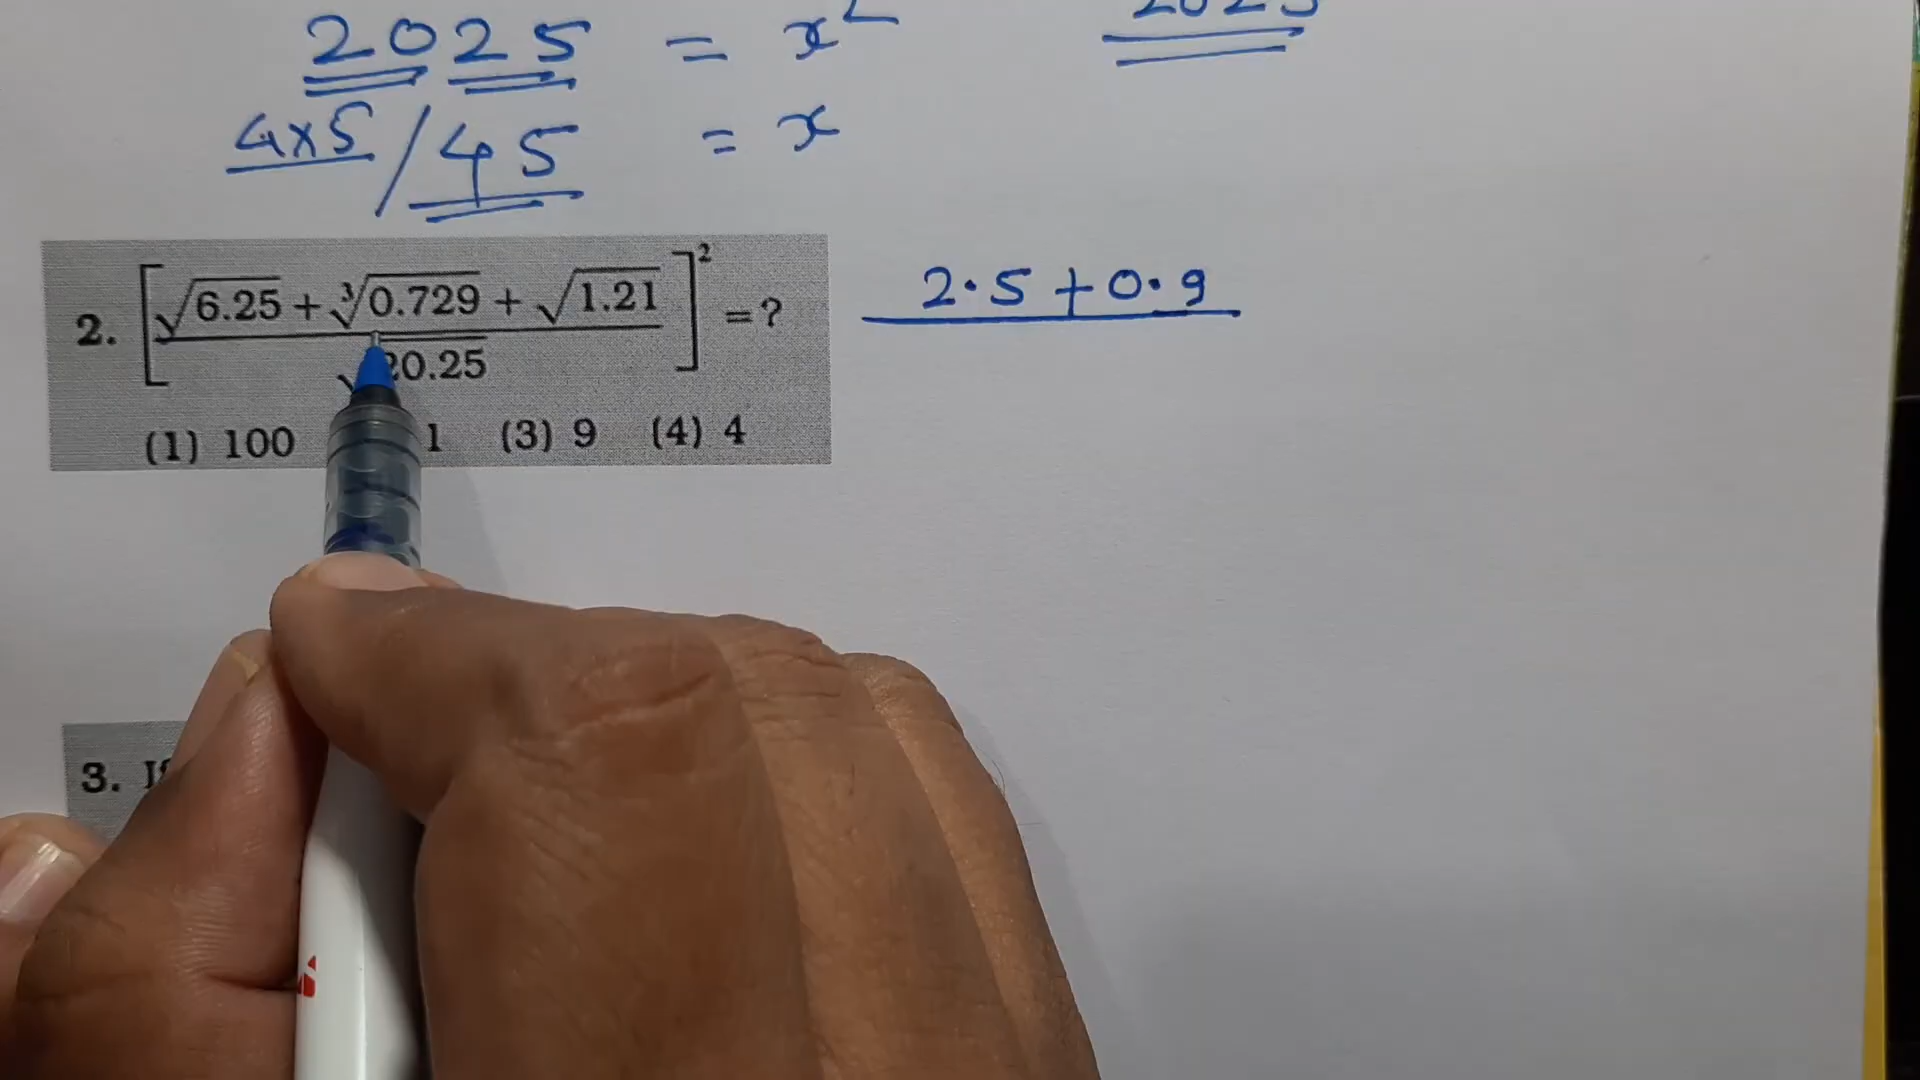 2025 = x²
4x5/45 = x
2. [(√6.25 + ∛0.729 + √1.21) / √20.25]² = ?
2.5 + 0.9
(1) 100 1 (3) 9 (4) 4
3.